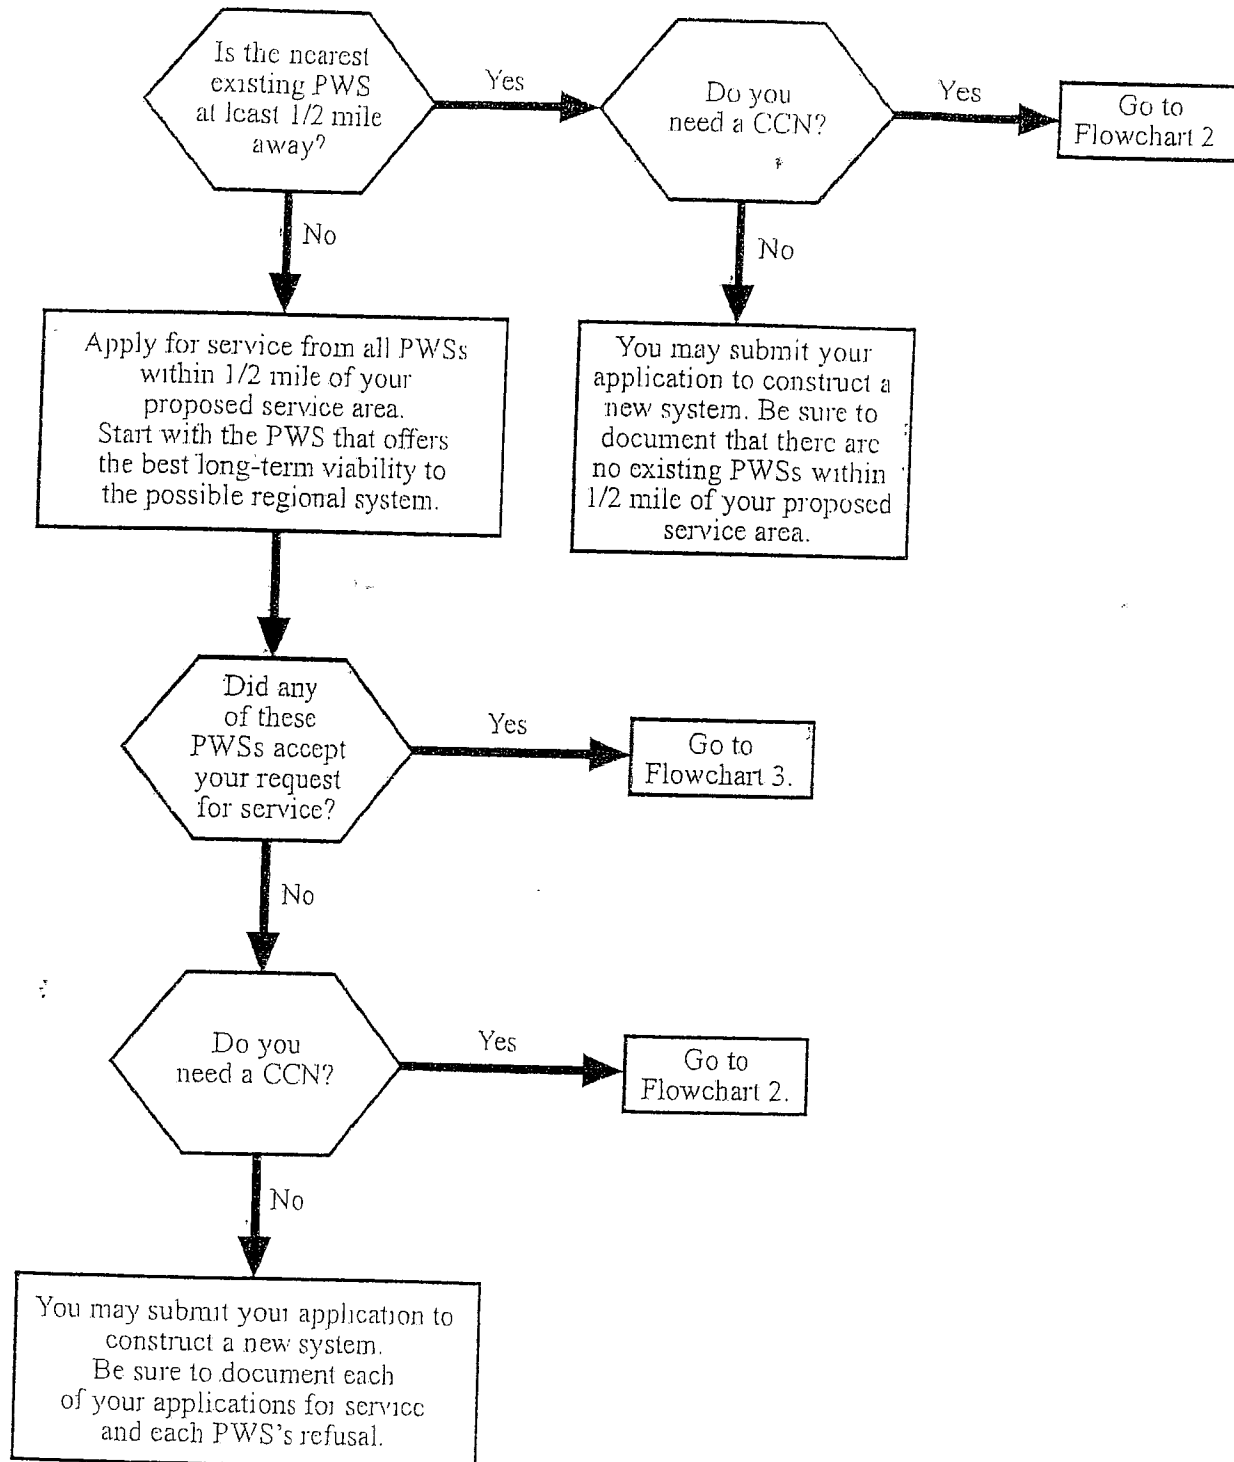 Is the nearest
existing PWS
at least 1/2 mile
away?
Yes
Do you
need a CCN?
Yes
Go to
Flowchart 2
No
No
Apply for service from all PWSs
within 1/2 mile of your
proposed service area.
Start with the PWS that offers
the best long-term viability to
the possible regional system.
You may submit your
application to construct a
new system. Be sure to
document that there are
no existing PWSs within
1/2 mile of your proposed
service area.
Did any
of these
PWSs accept
your request
for service?
Yes
Go to
Flowchart 3.
No
Do you
need a CCN?
Yes
Go to
Flowchart 2.
No
You may submit your application to
construct a new system.
Be sure to document each
of your applications for service
and each PWS's refusal.